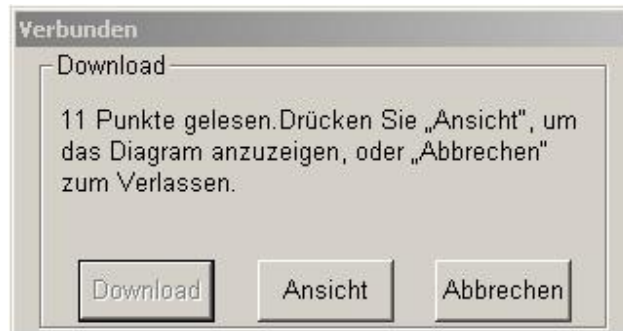 Verbunden
Download
11 Punkte gelesen.Drücken Sie „Ansicht“, um
das Diagram anzuzeigen, oder „Abbrechen“
zum Verlassen.
Download Ansicht Abbrechen